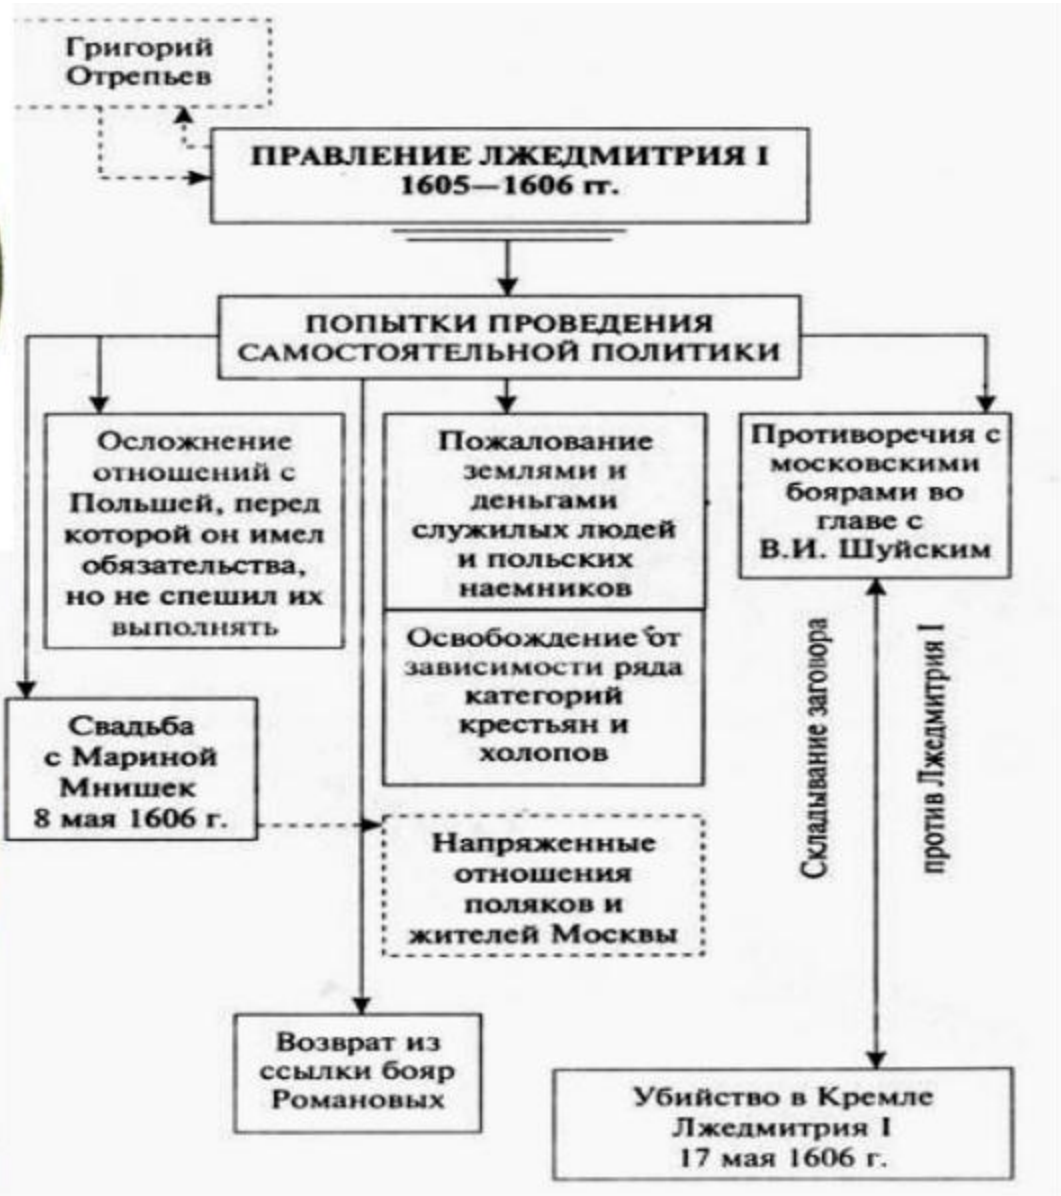 Григорий
Отрепьев
ПРАВЛЕНИЕ ЛЖЕДМИТРИЯ I
1605—1606 гг.
ПОПЫТКИ ПРОВЕДЕНИЯ
САМОСТОЯТЕЛЬНОЙ ПОЛИТИКИ
Осложнение
отношений с
Польшей, перед
которой он имел
обязательства,
но не спешил их
выполнять
Пожалование
землями и
деньгами
служилых людей
и польских
наемников
Освобождение от
зависимости ряда
категорий
крестьян и
холопов
Противоречия с
московскими
боярами во
главе с
В.И. Шуйским
Складывание заговора
против Лжедмитрия I
Свадьба
с Мариной
Мнишек
8 мая 1606 г.
Напряженные
отношения
поляков и
жителей Москвы
Возврат из
ссылки бояр
Романовых
Убийство в Кремле
Лжедмитрия I
17 мая 1606 г.